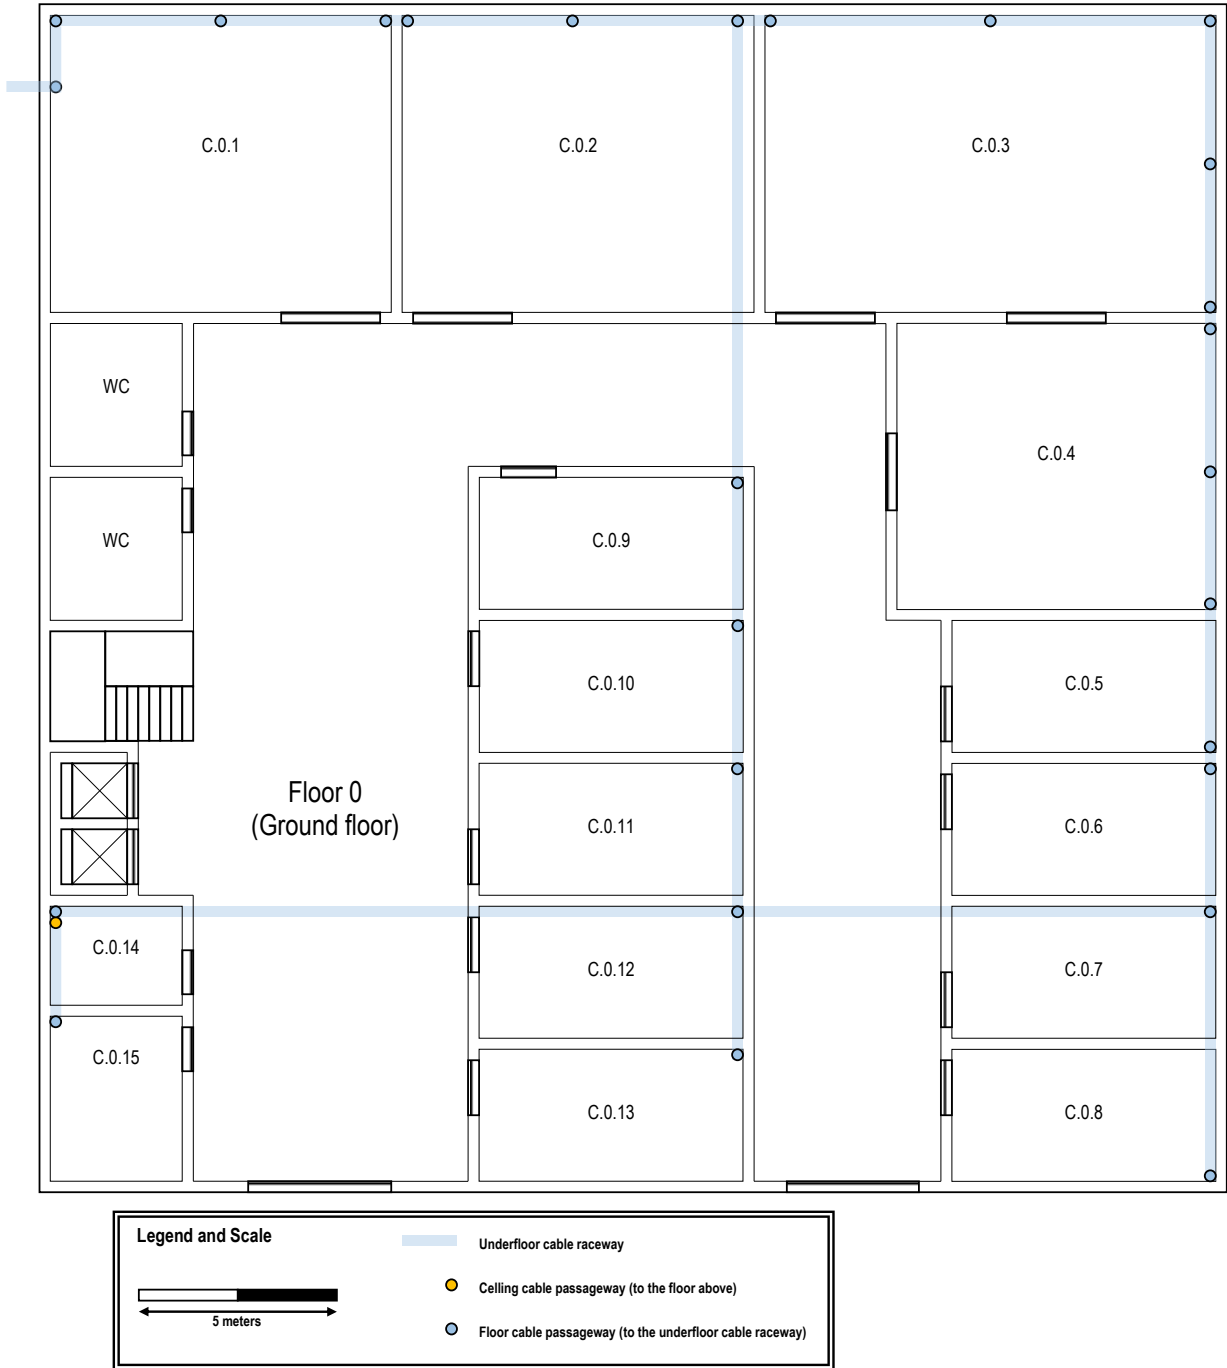 C.0.1
C.0.2
C.0.3
WC
C.0.4
WC
C.0.9
C.0.10
C.0.5
Floor 0
(Ground floor)
C.0.11
C.0.6
C.0.14
C.0.12
C.0.7
C.0.15
C.0.13
C.0.8
Legend and Scale
5 meters
Underfloor cable raceway
Celling cable passageway (to the floor above)
Floor cable passageway (to the underfloor cable raceway)